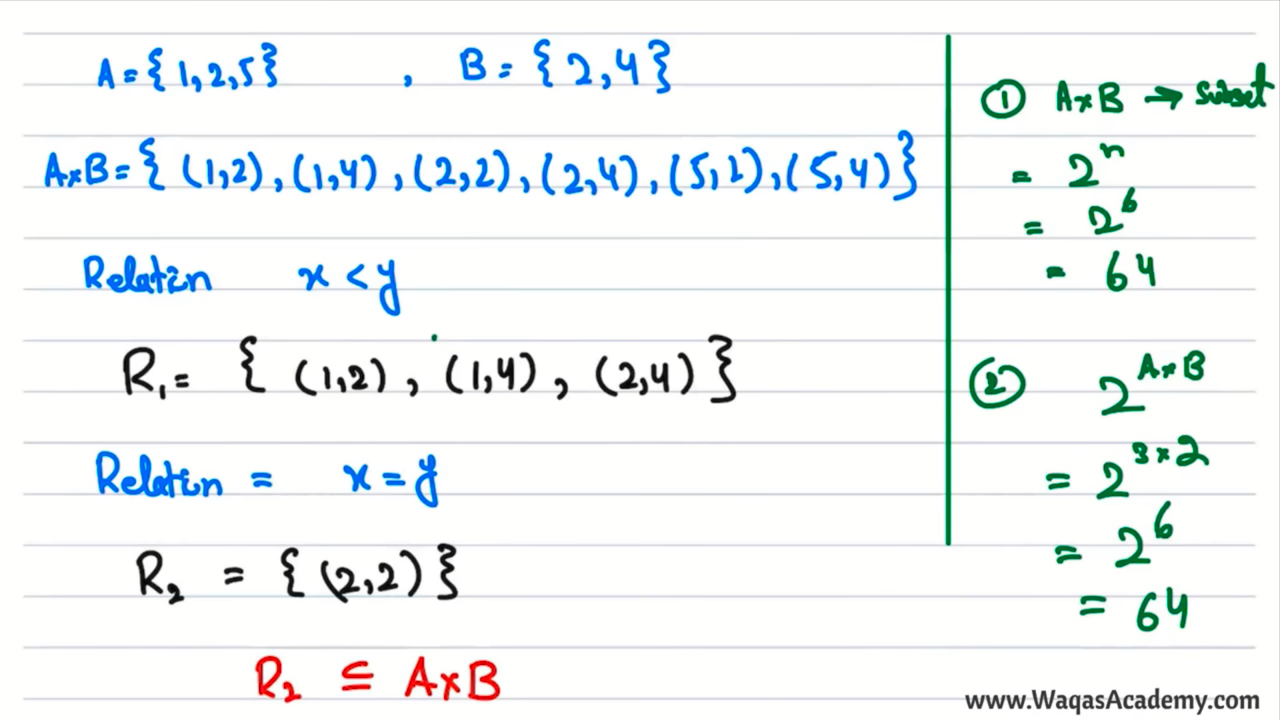 A = { 1, 2, 5 } , B = { 2, 4 }
A×B = { (1,2), (1,4), (2,2), (2,4), (5,2), (5,4) }
Relation x < y
R₁ = { (1,2), (1,4), (2,4) }
Relation = x = y
R₂ = { (2,2) }
R₂ ⊆ A×B
① A×B → subset
= 2ⁿ
= 2⁶
= 64
② 2^(A×B)
= 2^(3×2)
= 2⁶
= 64
www.WaqasAcademy.com